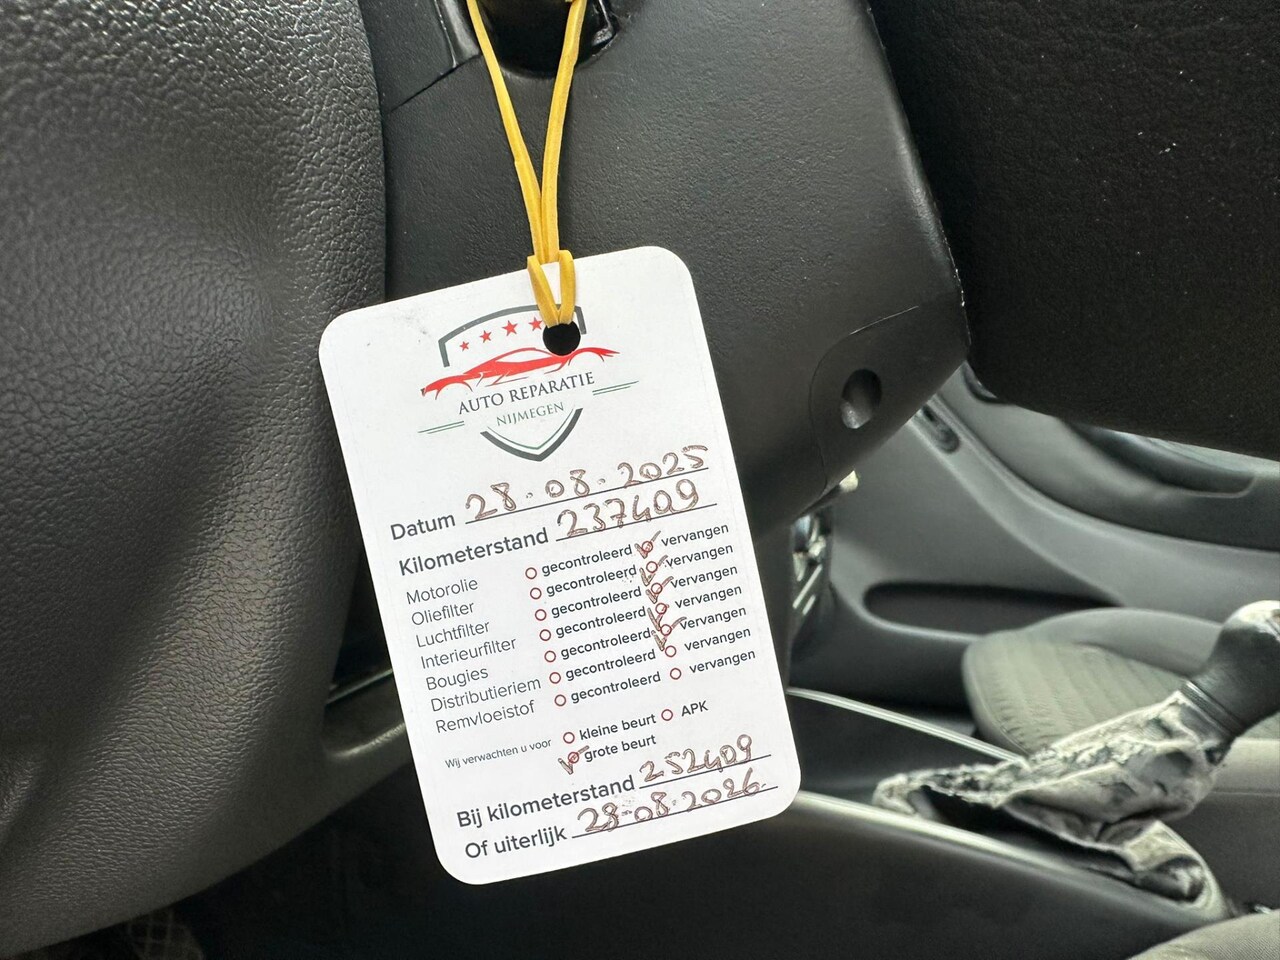 AUTO REPARATIE
NIJMEGEN
Datum 28.08.2025
Kilometerstand 237409
Motorolie gecontroleerd vervangen
Oliefilter gecontroleerd vervangen
Luchtfilter gecontroleerd vervangen
Interieurfilter gecontroleerd vervangen
Bougies gecontroleerd vervangen
Distributieriem gecontroleerd vervangen
Remvloeistof gecontroleerd vervangen
Wij verwachten u voor kleine beurt APK
grote beurt
Bij kilometerstand 252409
Of uiterlijk 28.08.2026